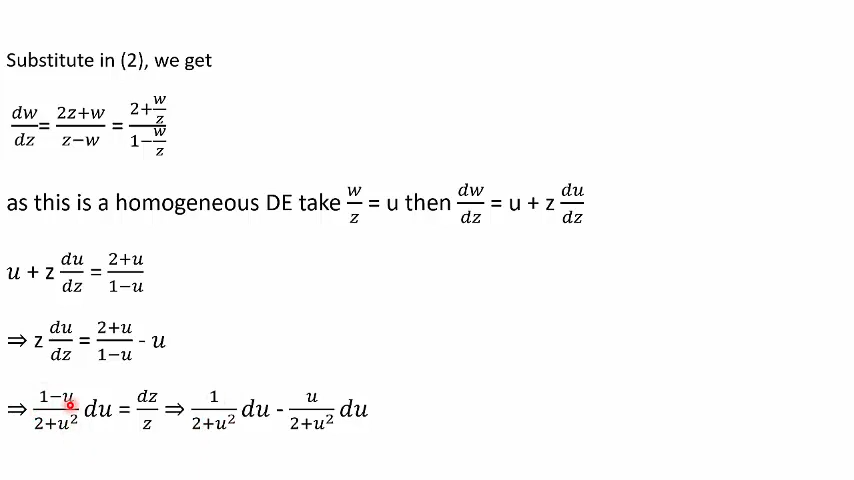 Substitute in (2), we get
dw/dz = 2z+w/z−w = 2+w/z/1−w/z
as this is a homogeneous DE take w/z = u then dw/dz = u + z du/dz
u + z du/dz = 2+u/1−u
⇒ z du/dz = 2+u/1−u - u
⇒ 1−u/2+u² du = dz/z ⇒ 1/2+u² du - u/2+u² du